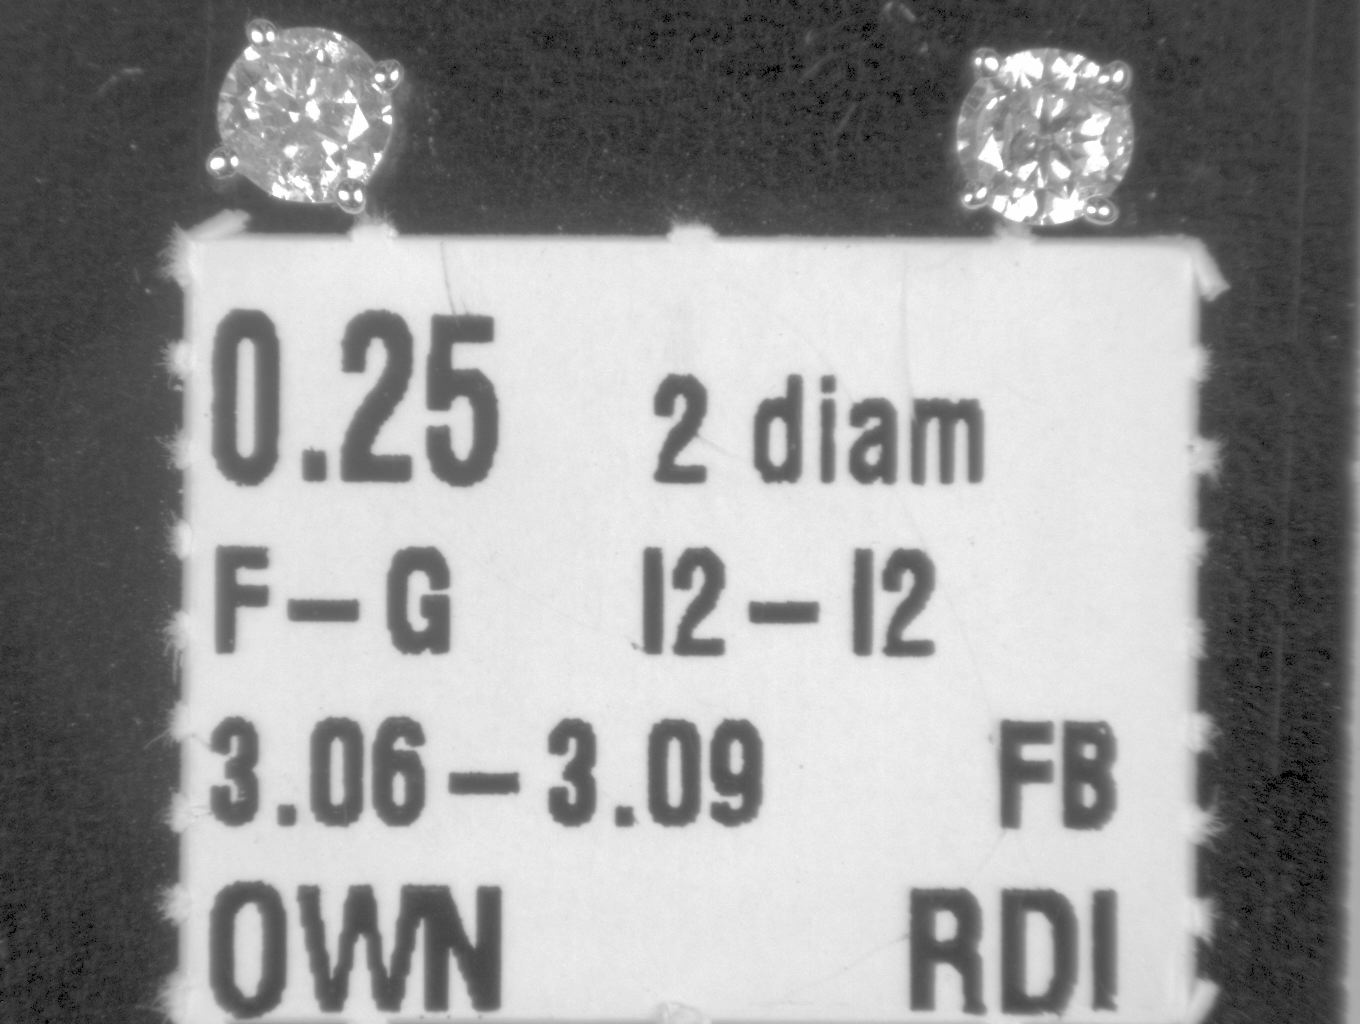 0.25 2 diam
F-G I2-I2
3.06-3.09 FB
OWN RDI